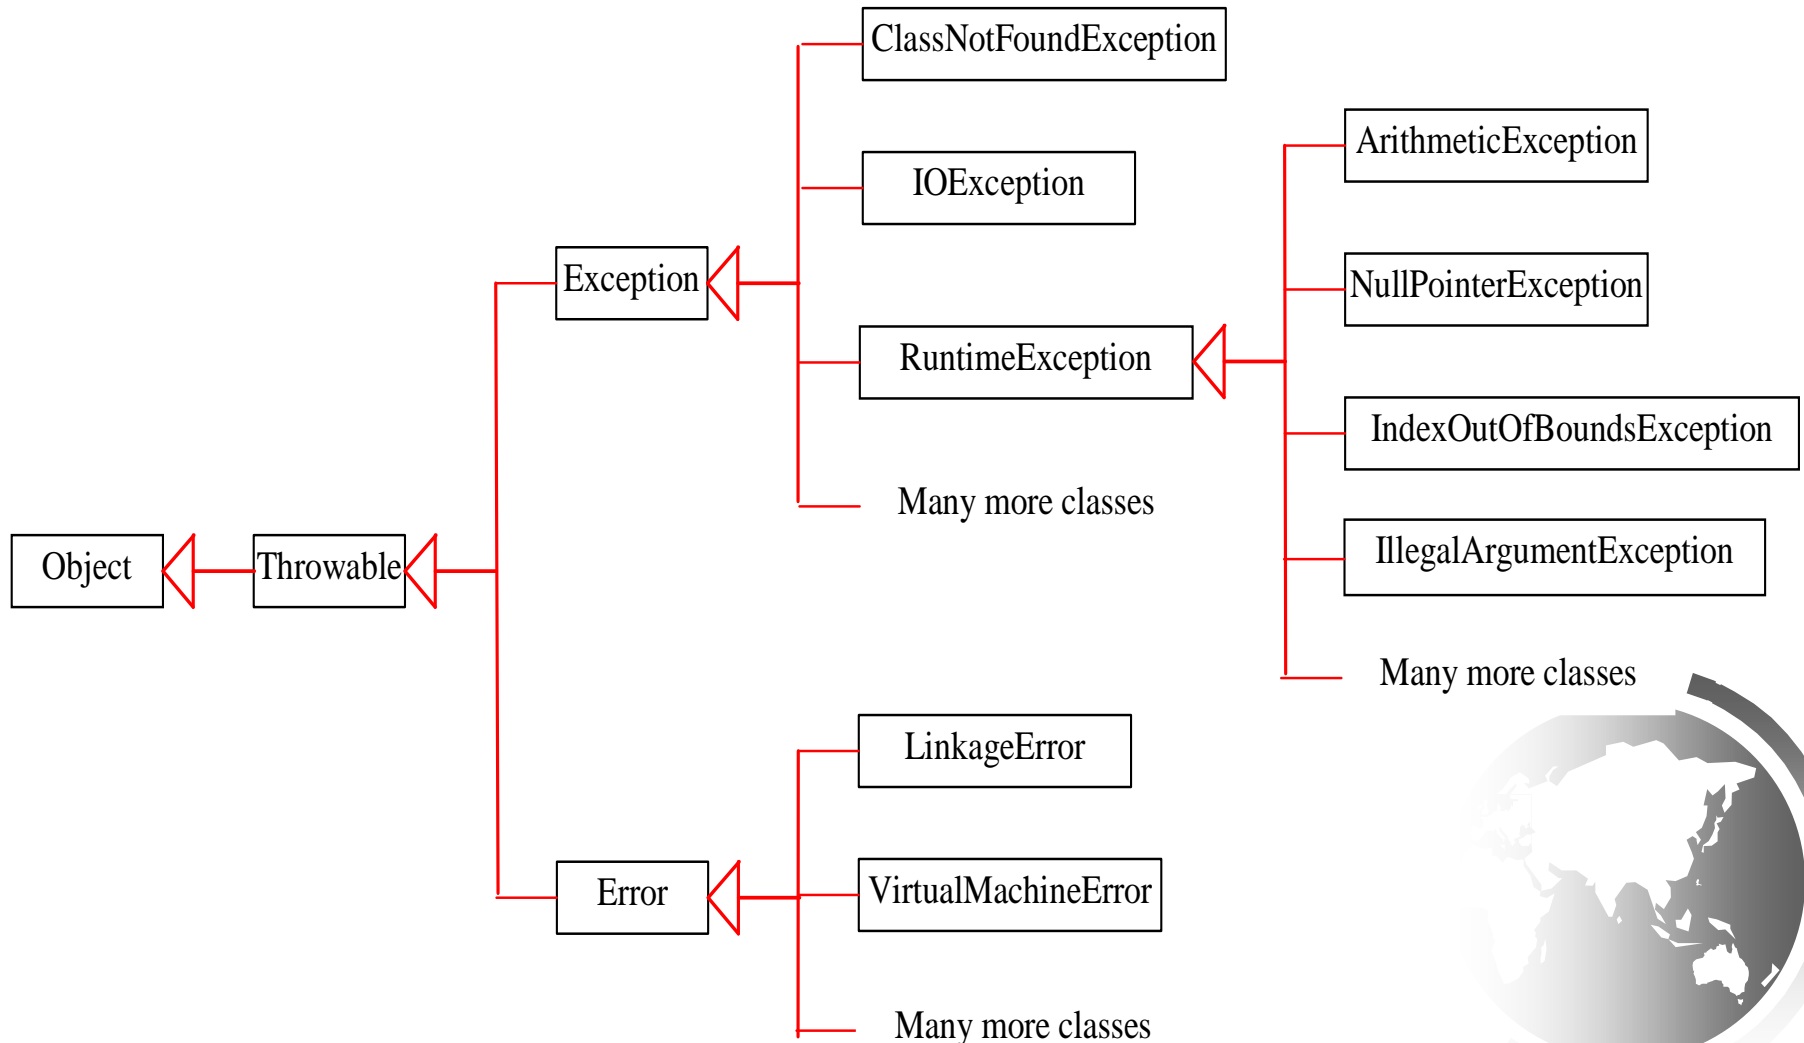 ClassNotFoundException
ArithmeticException
IOException
Exception
NullPointerException
RuntimeException
IndexOutOfBoundsException
Many more classes
Object
Throwable
IllegalArgumentException
Many more classes
LinkageError
Error
VirtualMachineError
Many more classes